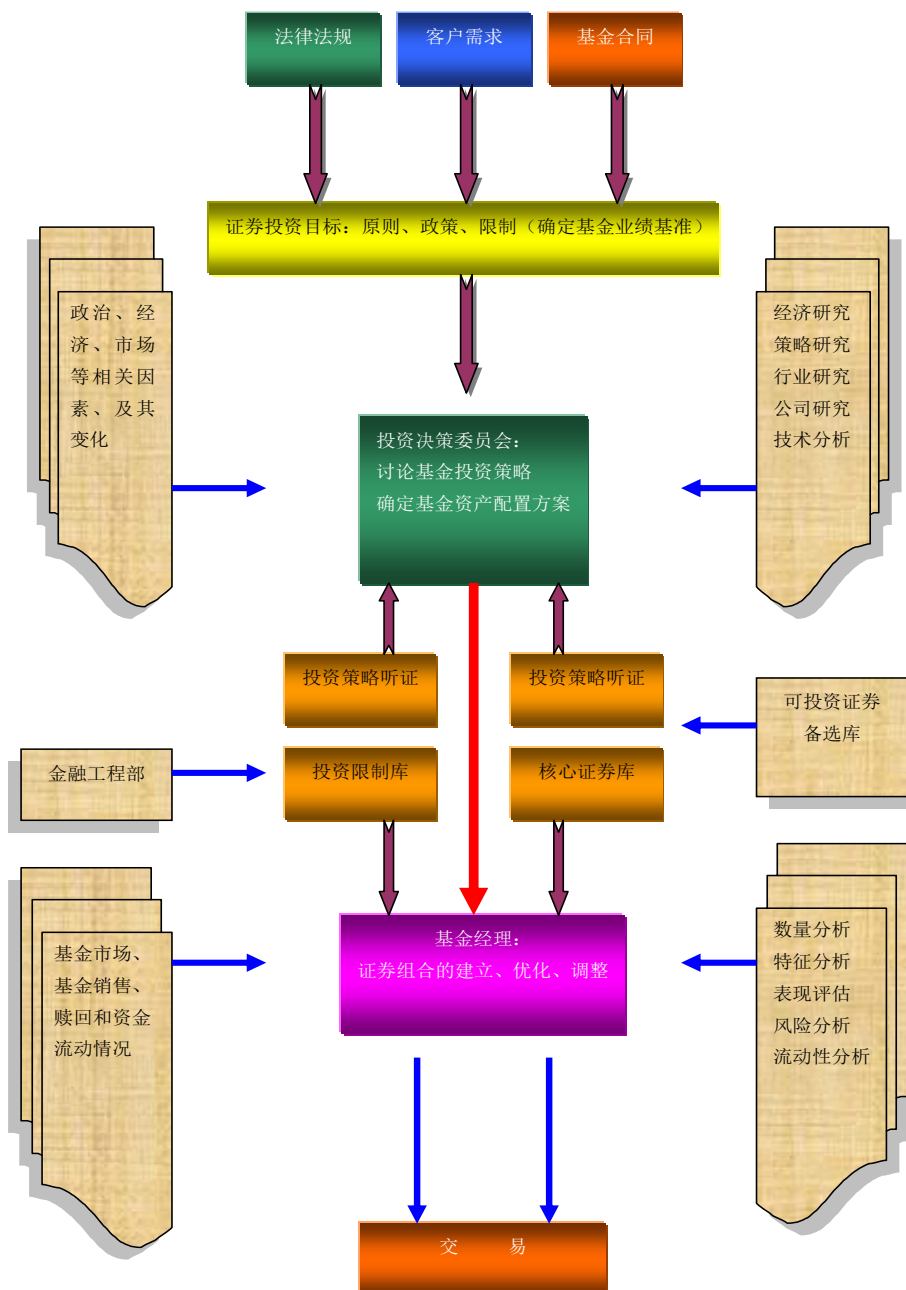 法律法规
客户需求
基金合同
证券投资目标：原则、政策、限制（确定基金业绩基准）
政治、经
济、市场
等相关因
素、及其
变化
经济研究
策略研究
行业研究
公司研究
技术分析
投资决策委员会：
讨论基金投资策略
确定基金资产配置方案
投资策略听证
投资策略听证
可投资证券
备选库
金融工程部
投资限制库
核心证券库
基金经理：
证券组合的建立、优化、调整
基金市场、
基金销售、
赎回和资金
流动情况
数量分析
特征分析
表现评估
风险分析
流动性分析
交 易